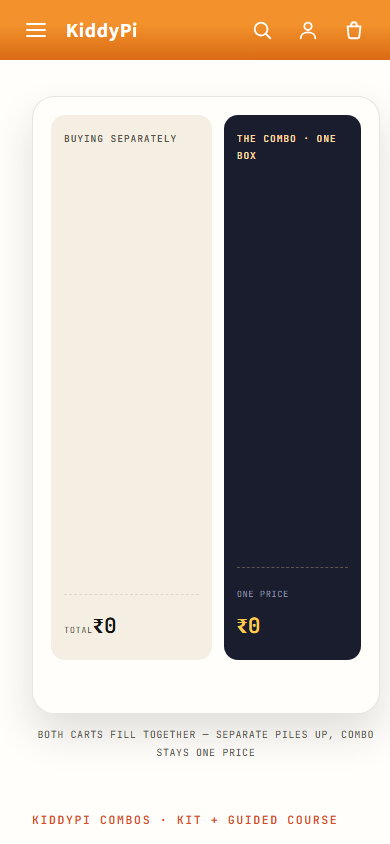 KiddyPi
BUYING SEPARATELY
THE COMBO · ONE
BOX
TOTAL₹0
ONE PRICE
₹0
BOTH CARTS FILL TOGETHER — SEPARATE PILES UP, COMBO
STAYS ONE PRICE
KIDDYPI COMBOS · KIT + GUIDED COURSE